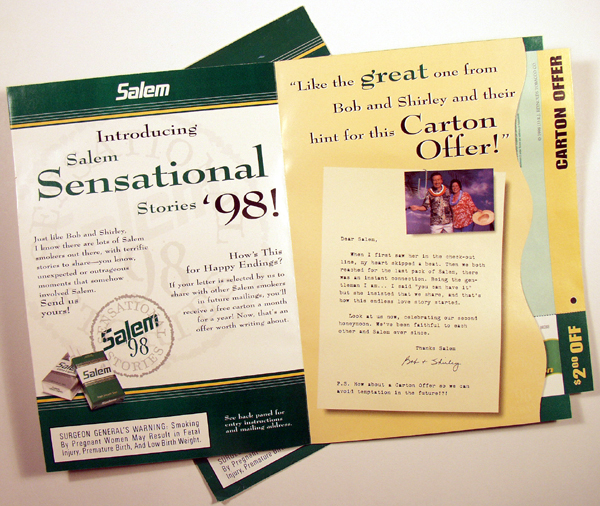 Salem
Introducing
Salem
Sensational
Stories '98!
Just like Bob and Shirley,
I know there are lots of Salem
smokers out there, with terrific
stories to share—you know,
unexpected or outrageous
moments that somehow
involved Salem.
Send us
yours!
How's This
for Happy Endings?
If your letter is selected by us to
share with other Salem smokers
in future mailings, you'll
receive a free carton a month
for a year! Now, that's an
offer worth writing about.
SENSATIONAL
Salem
98
STORIES
Salem
Salem
SURGEON GENERAL'S WARNING: Smoking
By Pregnant Women May Result in Fetal
Injury, Premature Birth, And Low Birth Weight.
See back panel for
entry instructions
and mailing address.
"Like the great one from
Bob and Shirley and their
hint for this Carton
Offer!"
Dear Salem,
When I first saw her in the check-out
line, my heart skipped a beat. Then we both
reached for the last pack of Salem, there
was an instant connection. Being the gen-
tleman I am... I said "you can have it"
but she insisted that we share, and that's
how this endless love story started.
Look at us now, celebrating our second
honeymoon. We've been faithful to each
other and Salem ever since.
Thanks Salem
Bob + Shirley
P.S. How about a Carton Offer so we can
avoid temptation in the future?!?!
CARTON OFFER
$2.00 OFF